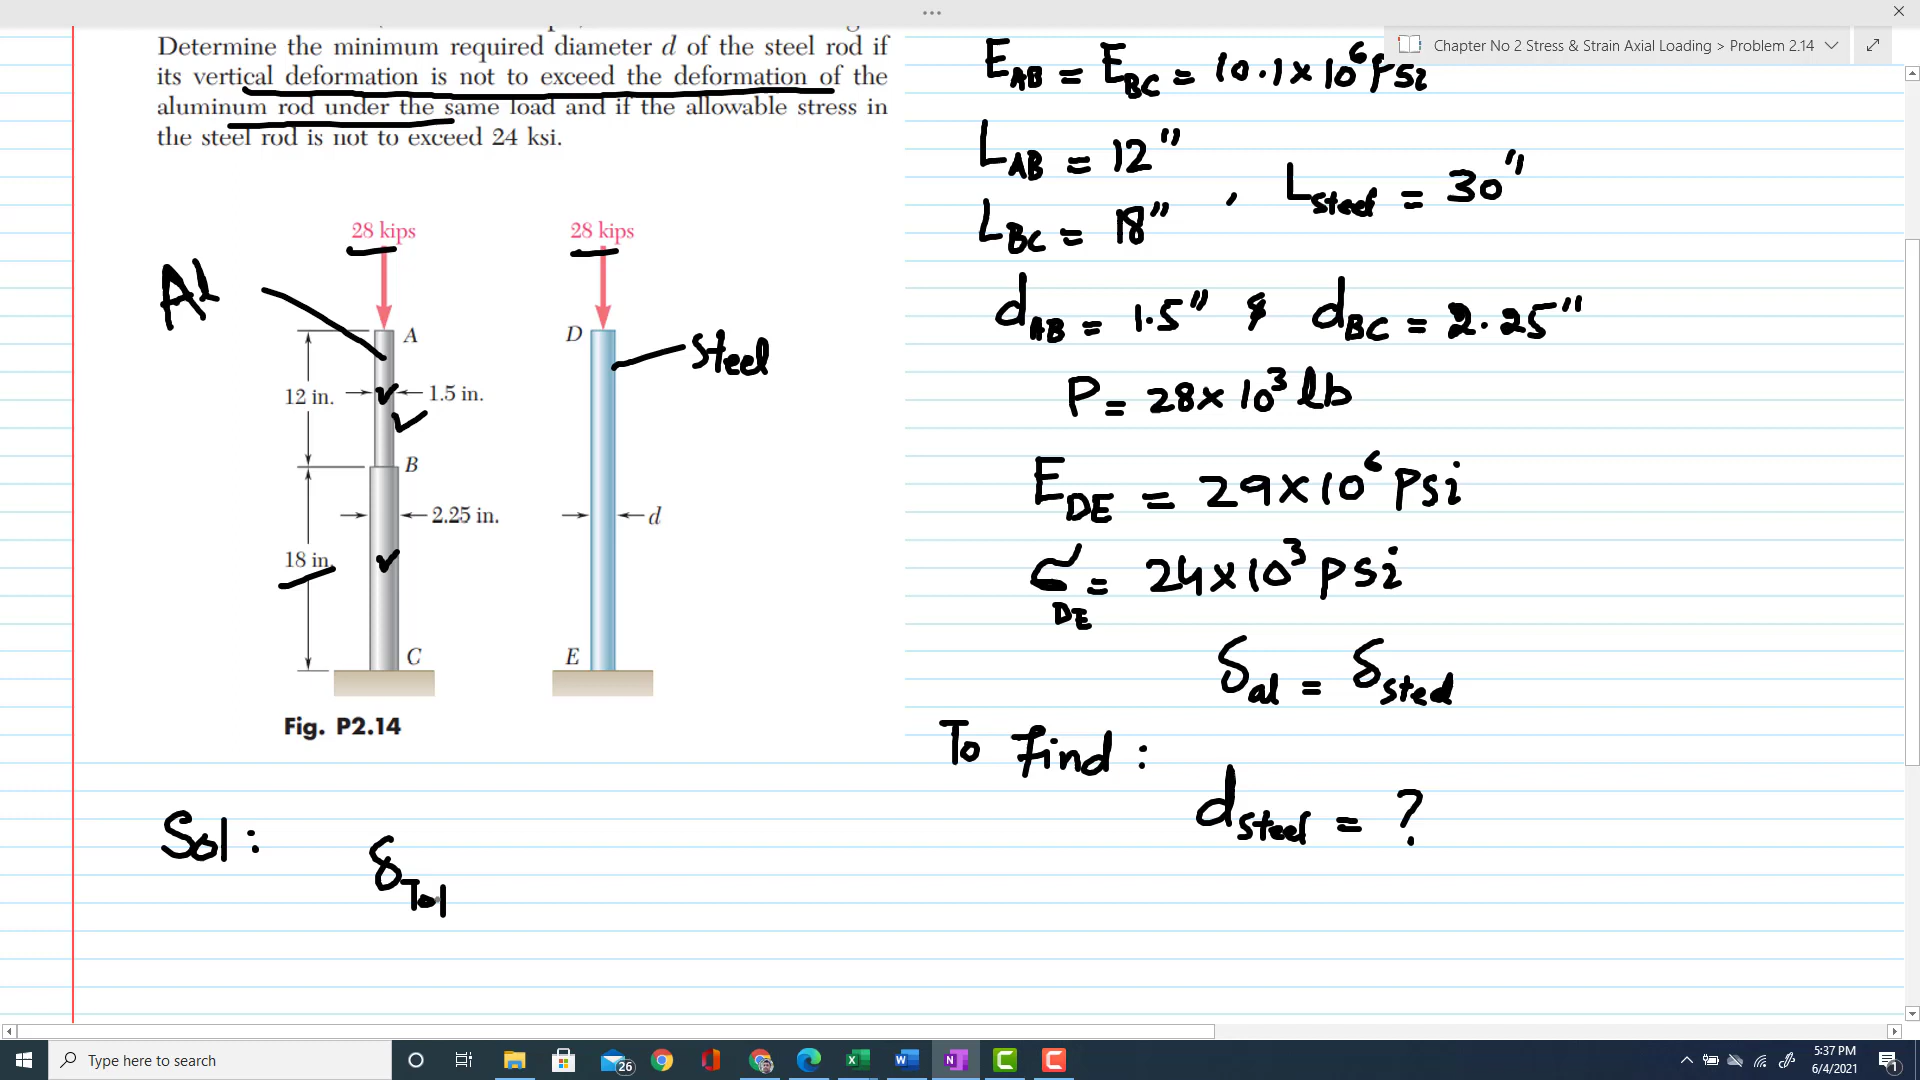 Chapter No 2 Stress & Strain Axial Loading > Problem 2.14
Determine the minimum required diameter d of the steel rod if
its vertical deformation is not to exceed the deformation of the
aluminum rod under the same load and if the allowable stress in
the steel rod is not to exceed 24 ksi.
28 kips
28 kips
Al
A
D
steel
12 in.
1.5 in.
B
2.25 in.
d
18 in.
C
E
Fig. P2.14
E_AB = E_BC = 10.1 × 10^6 psi
L_AB = 12"
L_BC = 18" , L_steel = 30"
d_AB = 1.5" & d_BC = 2.25"
P = 28 × 10^3 lb
E_DE = 29 × 10^6 psi
σ_DE = 24 × 10^3 psi
δ_al = δ_steel
To Find :
d_steel = ?
Sol :
δ_Tol
Type here to search
26
5:37 PM
6/4/2021
1